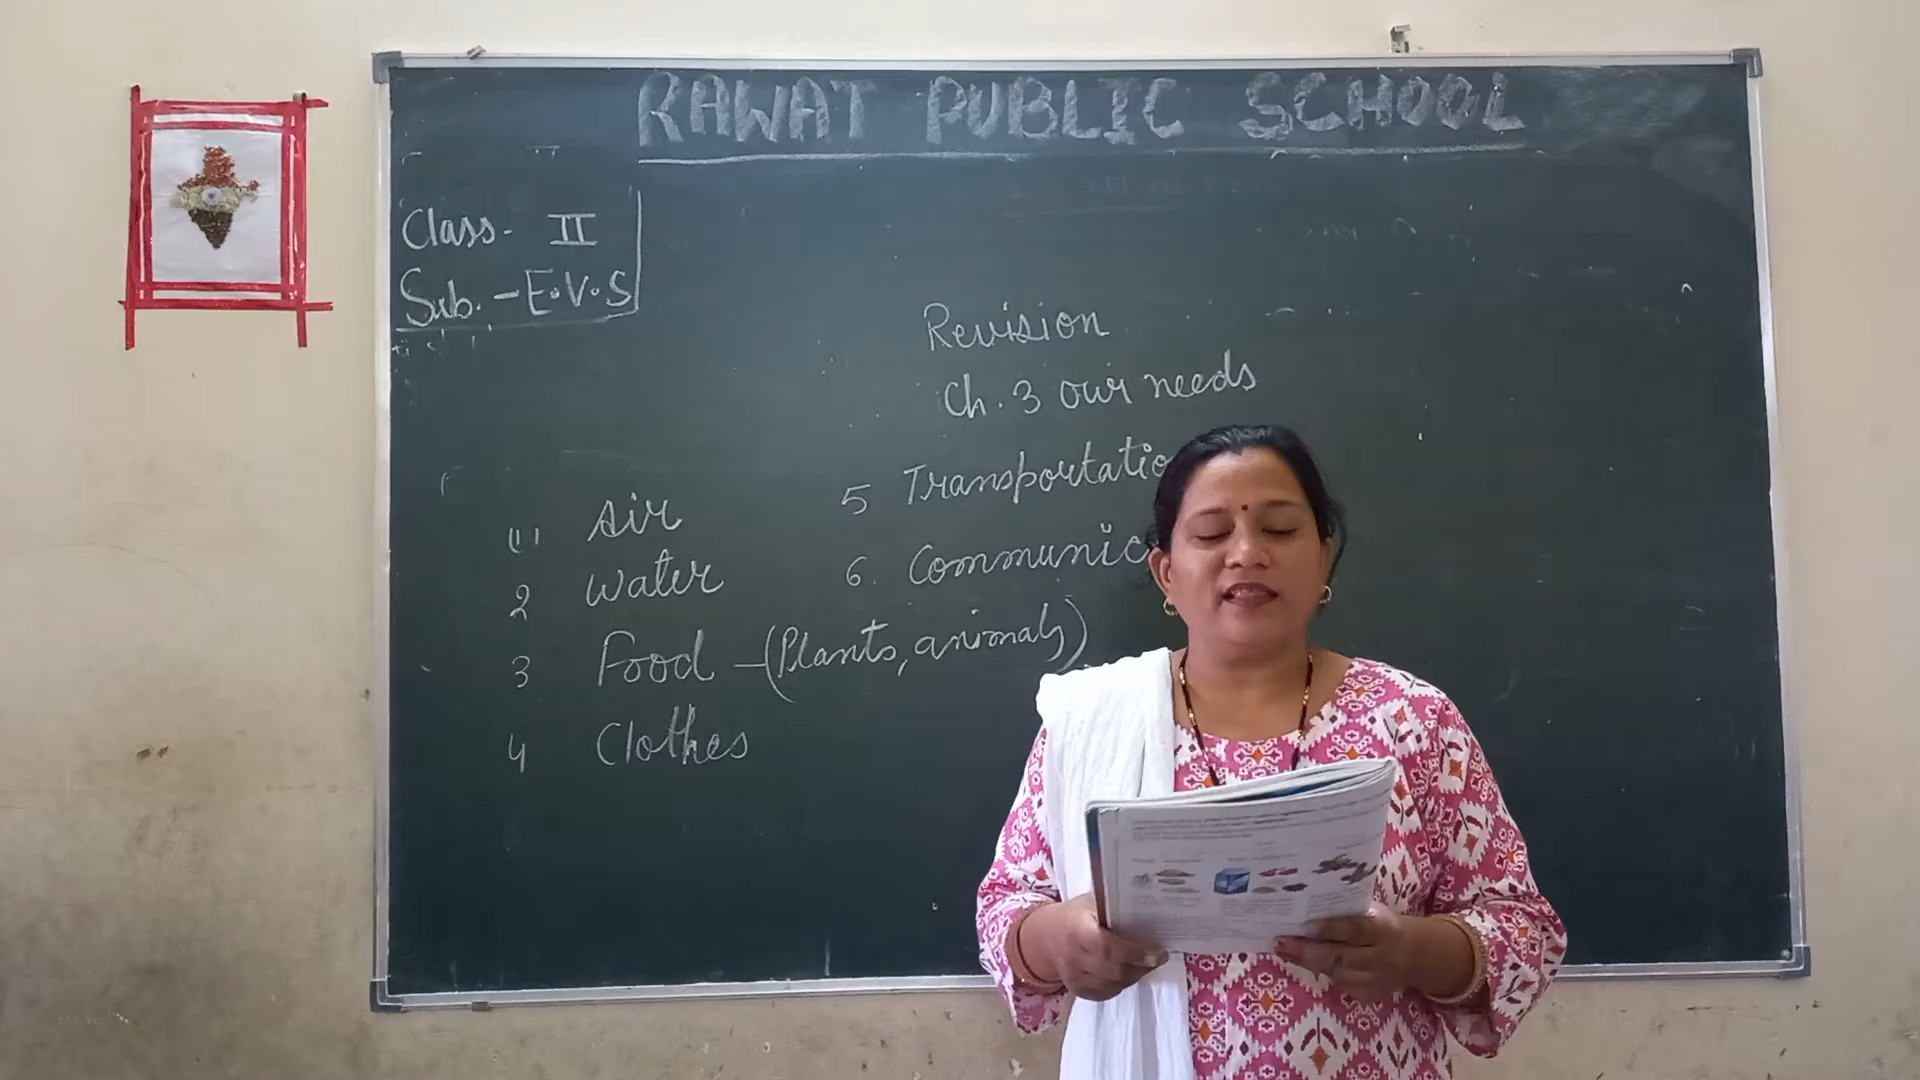 RAWAT PUBLIC SCHOOL
Class- II
Sub. - E.V.S
Revision
Ch. 3 our needs
(1) Air
2 Water
3 Food - (Plants, animals)
4 Clothes
5 Transportatio
6. Communic